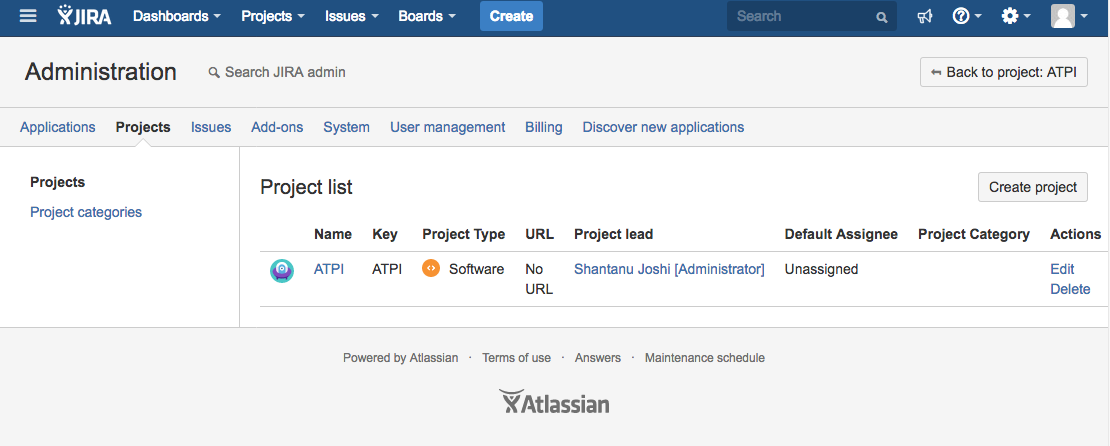 JIRA Dashboards Projects Issues Boards Create Search
Administration Search JIRA admin Back to project: ATPI
Applications Projects Issues Add-ons System User management Billing Discover new applications
Projects
Project categories
Project list Create project
Name Key Project Type URL Project lead Default Assignee Project Category Actions
ATPI ATPI Software No Shantanu Joshi [Administrator] Unassigned Edit
URL Delete
Powered by Atlassian · Terms of use · Answers · Maintenance schedule
Atlassian